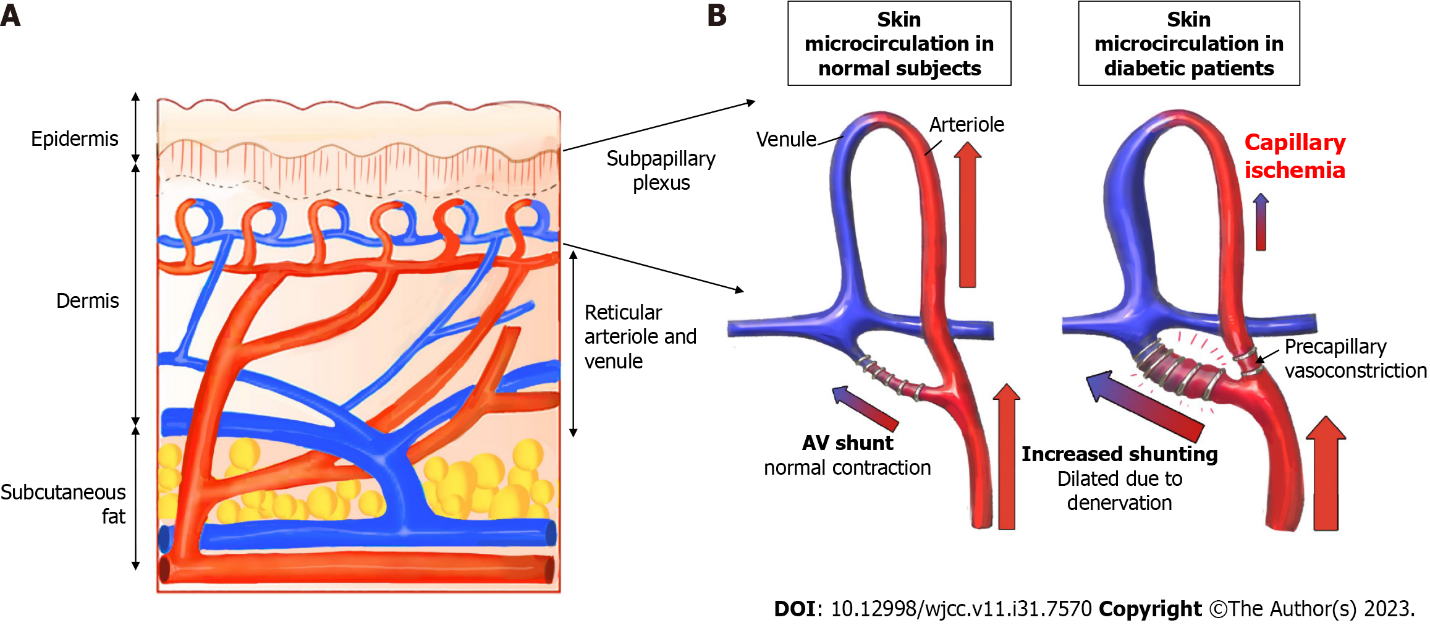 A
Epidermis
Dermis
Subcutaneous
fat
Subpapillary
plexus
Reticular
arteriole and
venule
B
Skin
microcirculation in
normal subjects
Venule
Arteriole
AV shunt
normal contraction
Skin
microcirculation in
diabetic patients
Capillary
ischemia
Precapillary
vasoconstriction
Increased shunting
Dilated due to
denervation
DOI: 10.12998/wjcc.v11.i31.7570 Copyright ©The Author(s) 2023.